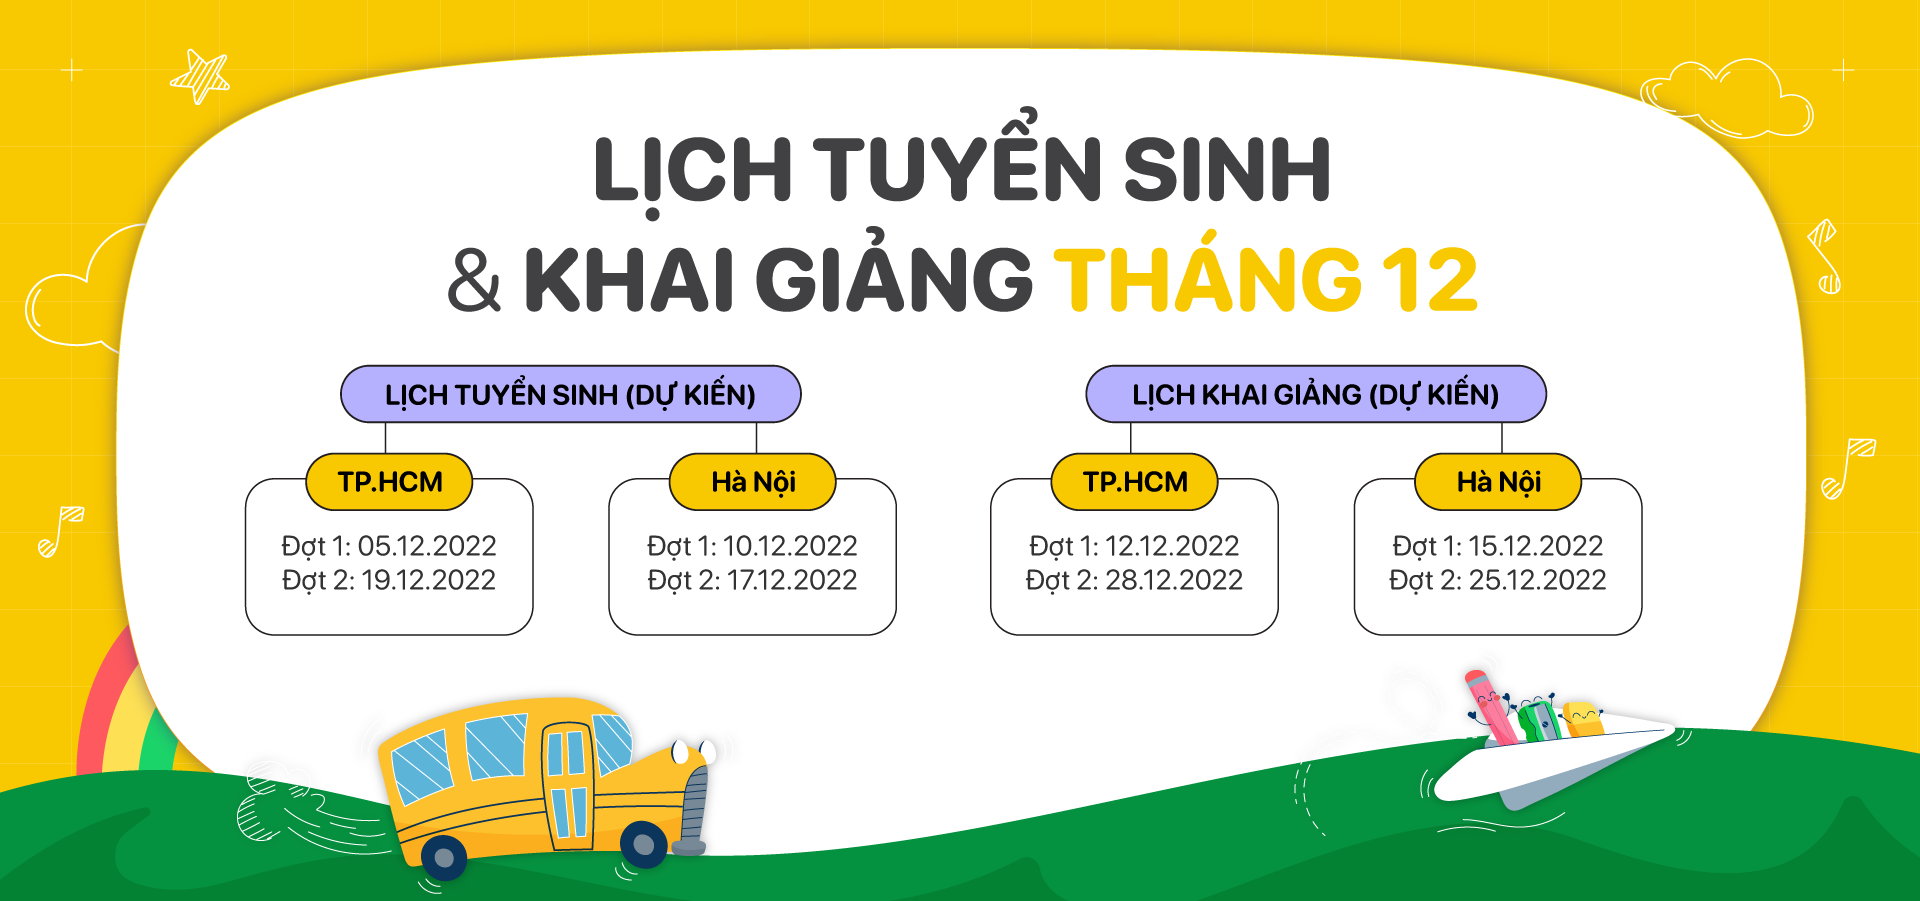 LỊCH TUYỂN SINH
& KHAI GIẢNG THÁNG 12
LỊCH TUYỂN SINH (DỰ KIẾN)
TP.HCM
Đợt 1: 05.12.2022
Đợt 2: 19.12.2022
Hà Nội
Đợt 1: 10.12.2022
Đợt 2: 17.12.2022
LỊCH KHAI GIẢNG (DỰ KIẾN)
TP.HCM
Đợt 1: 12.12.2022
Đợt 2: 28.12.2022
Hà Nội
Đợt 1: 15.12.2022
Đợt 2: 25.12.2022